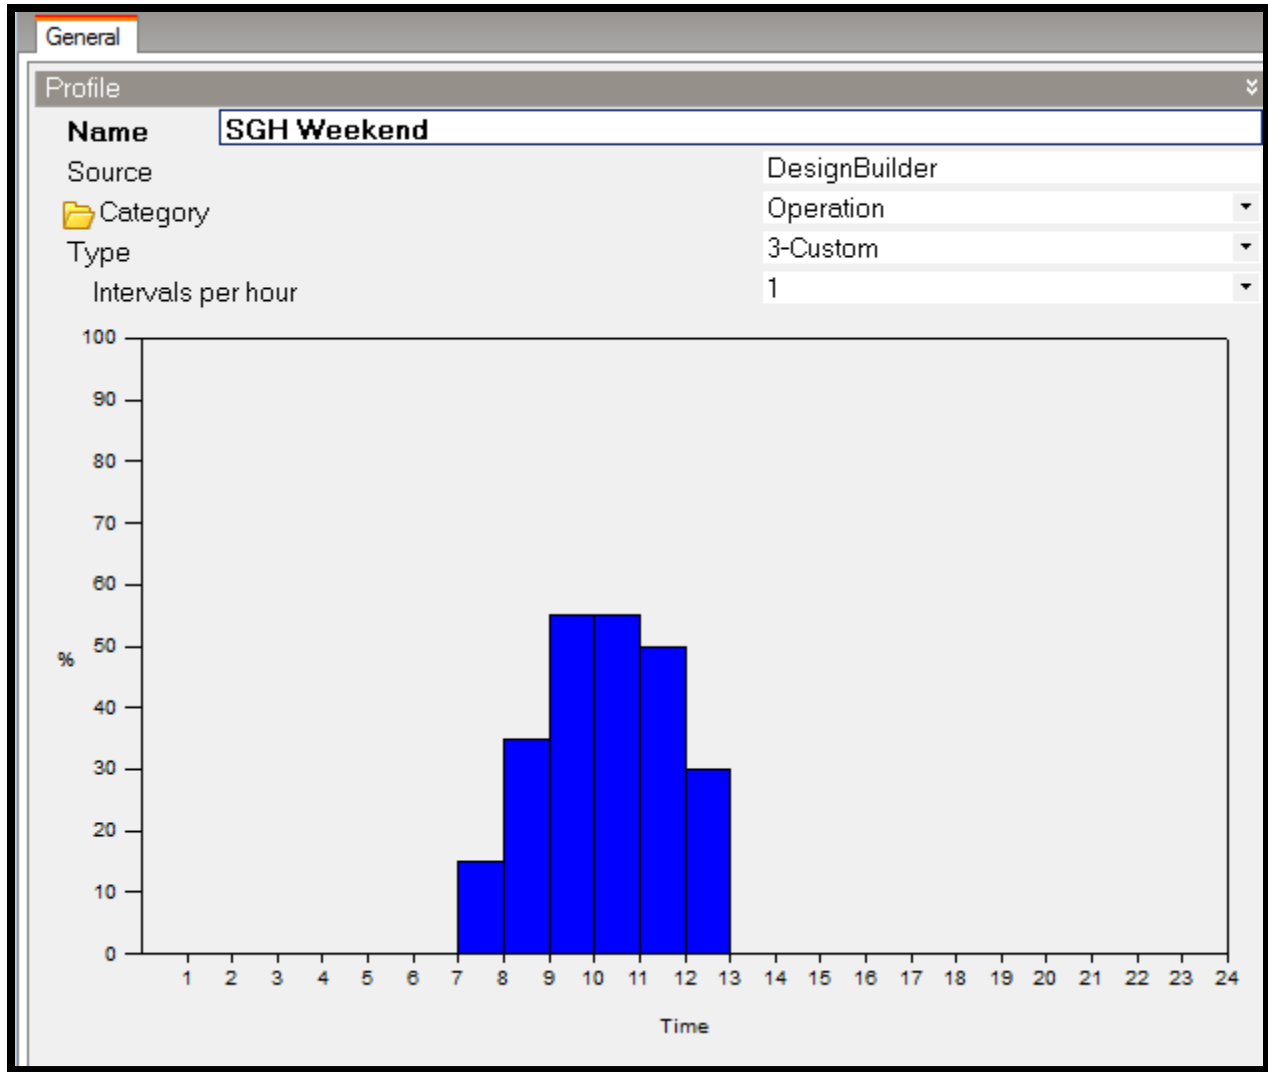 General
Profile
Name SGH Weekend
Source DesignBuilder
Category Operation
Type 3-Custom
Intervals per hour 1
100
90
80
70
60
% 50
40
30
20
10
0
1 2 3 4 5 6 7 8 9 10 11 12 13 14 15 16 17 18 19 20 21 22 23 24
Time